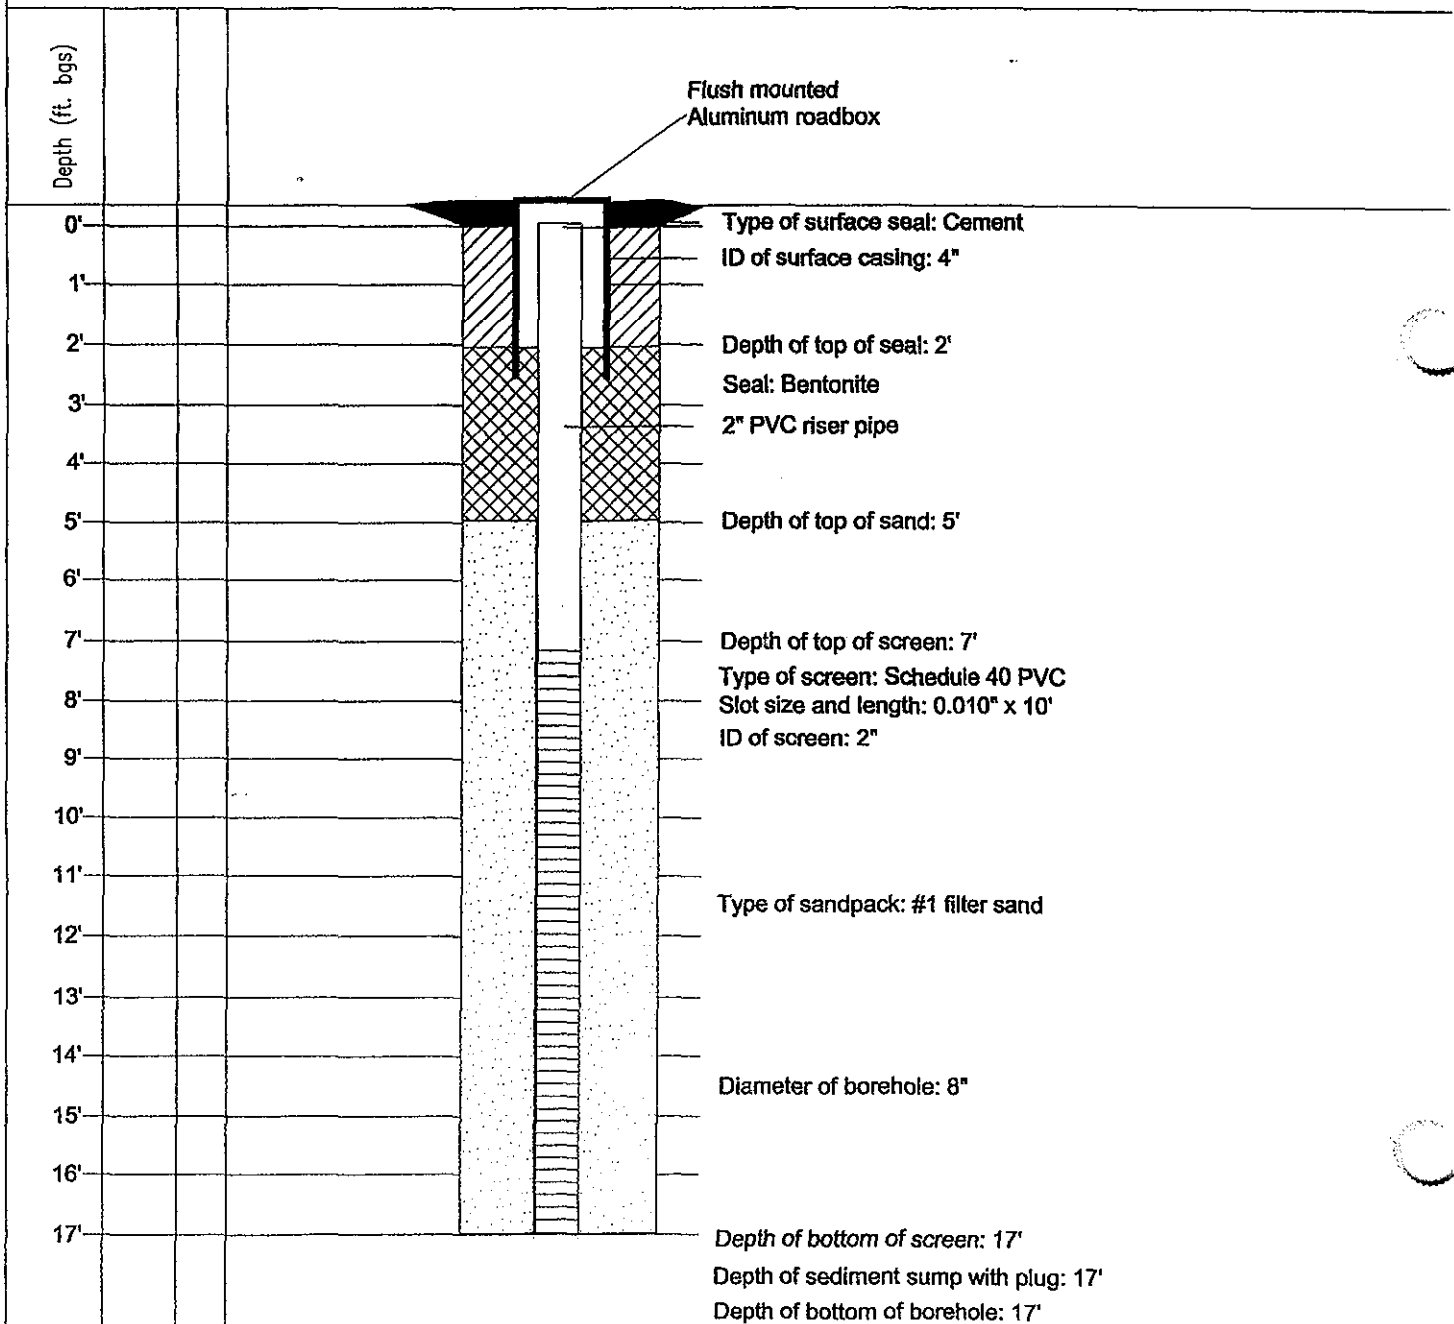 Depth (ft. bgs)
Flush mounted
Aluminum roadbox
0'
Type of surface seal: Cement
ID of surface casing: 4"
1'
2'
Depth of top of seal: 2'
Seal: Bentonite
3'
2" PVC riser pipe
4'
5'
Depth of top of sand: 5'
6'
7'
Depth of top of screen: 7'
Type of screen: Schedule 40 PVC
8'
Slot size and length: 0.010" x 10'
ID of screen: 2"
9'
10'
11'
Type of sandpack: #1 filter sand
12'
13'
14'
Diameter of borehole: 8"
15'
16'
17'
Depth of bottom of screen: 17'
Depth of sediment sump with plug: 17'
Depth of bottom of borehole: 17'